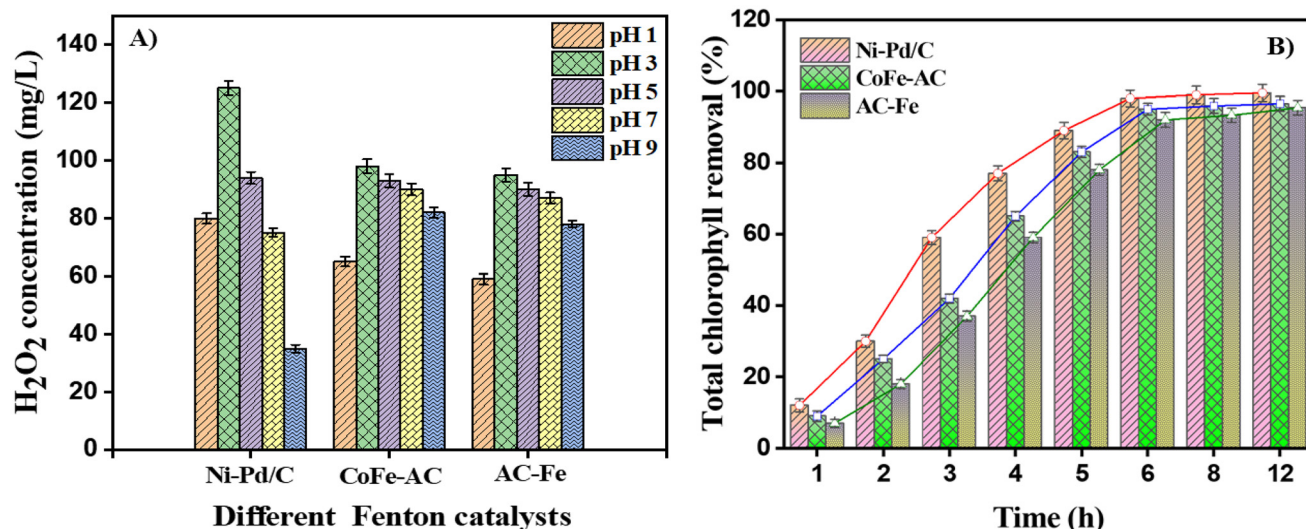 A)
H₂O₂ concentration (mg/L)
140
120
100
80
60
40
20
0
pH 1
pH 3
pH 5
pH 7
pH 9
Ni-Pd/C CoFe-AC AC-Fe
Different Fenton catalysts
B)
Total chlorophyll removal (%)
120
100
80
60
40
20
0
Ni-Pd/C
CoFe-AC
AC-Fe
1 2 3 4 5 6 8 12
Time (h)